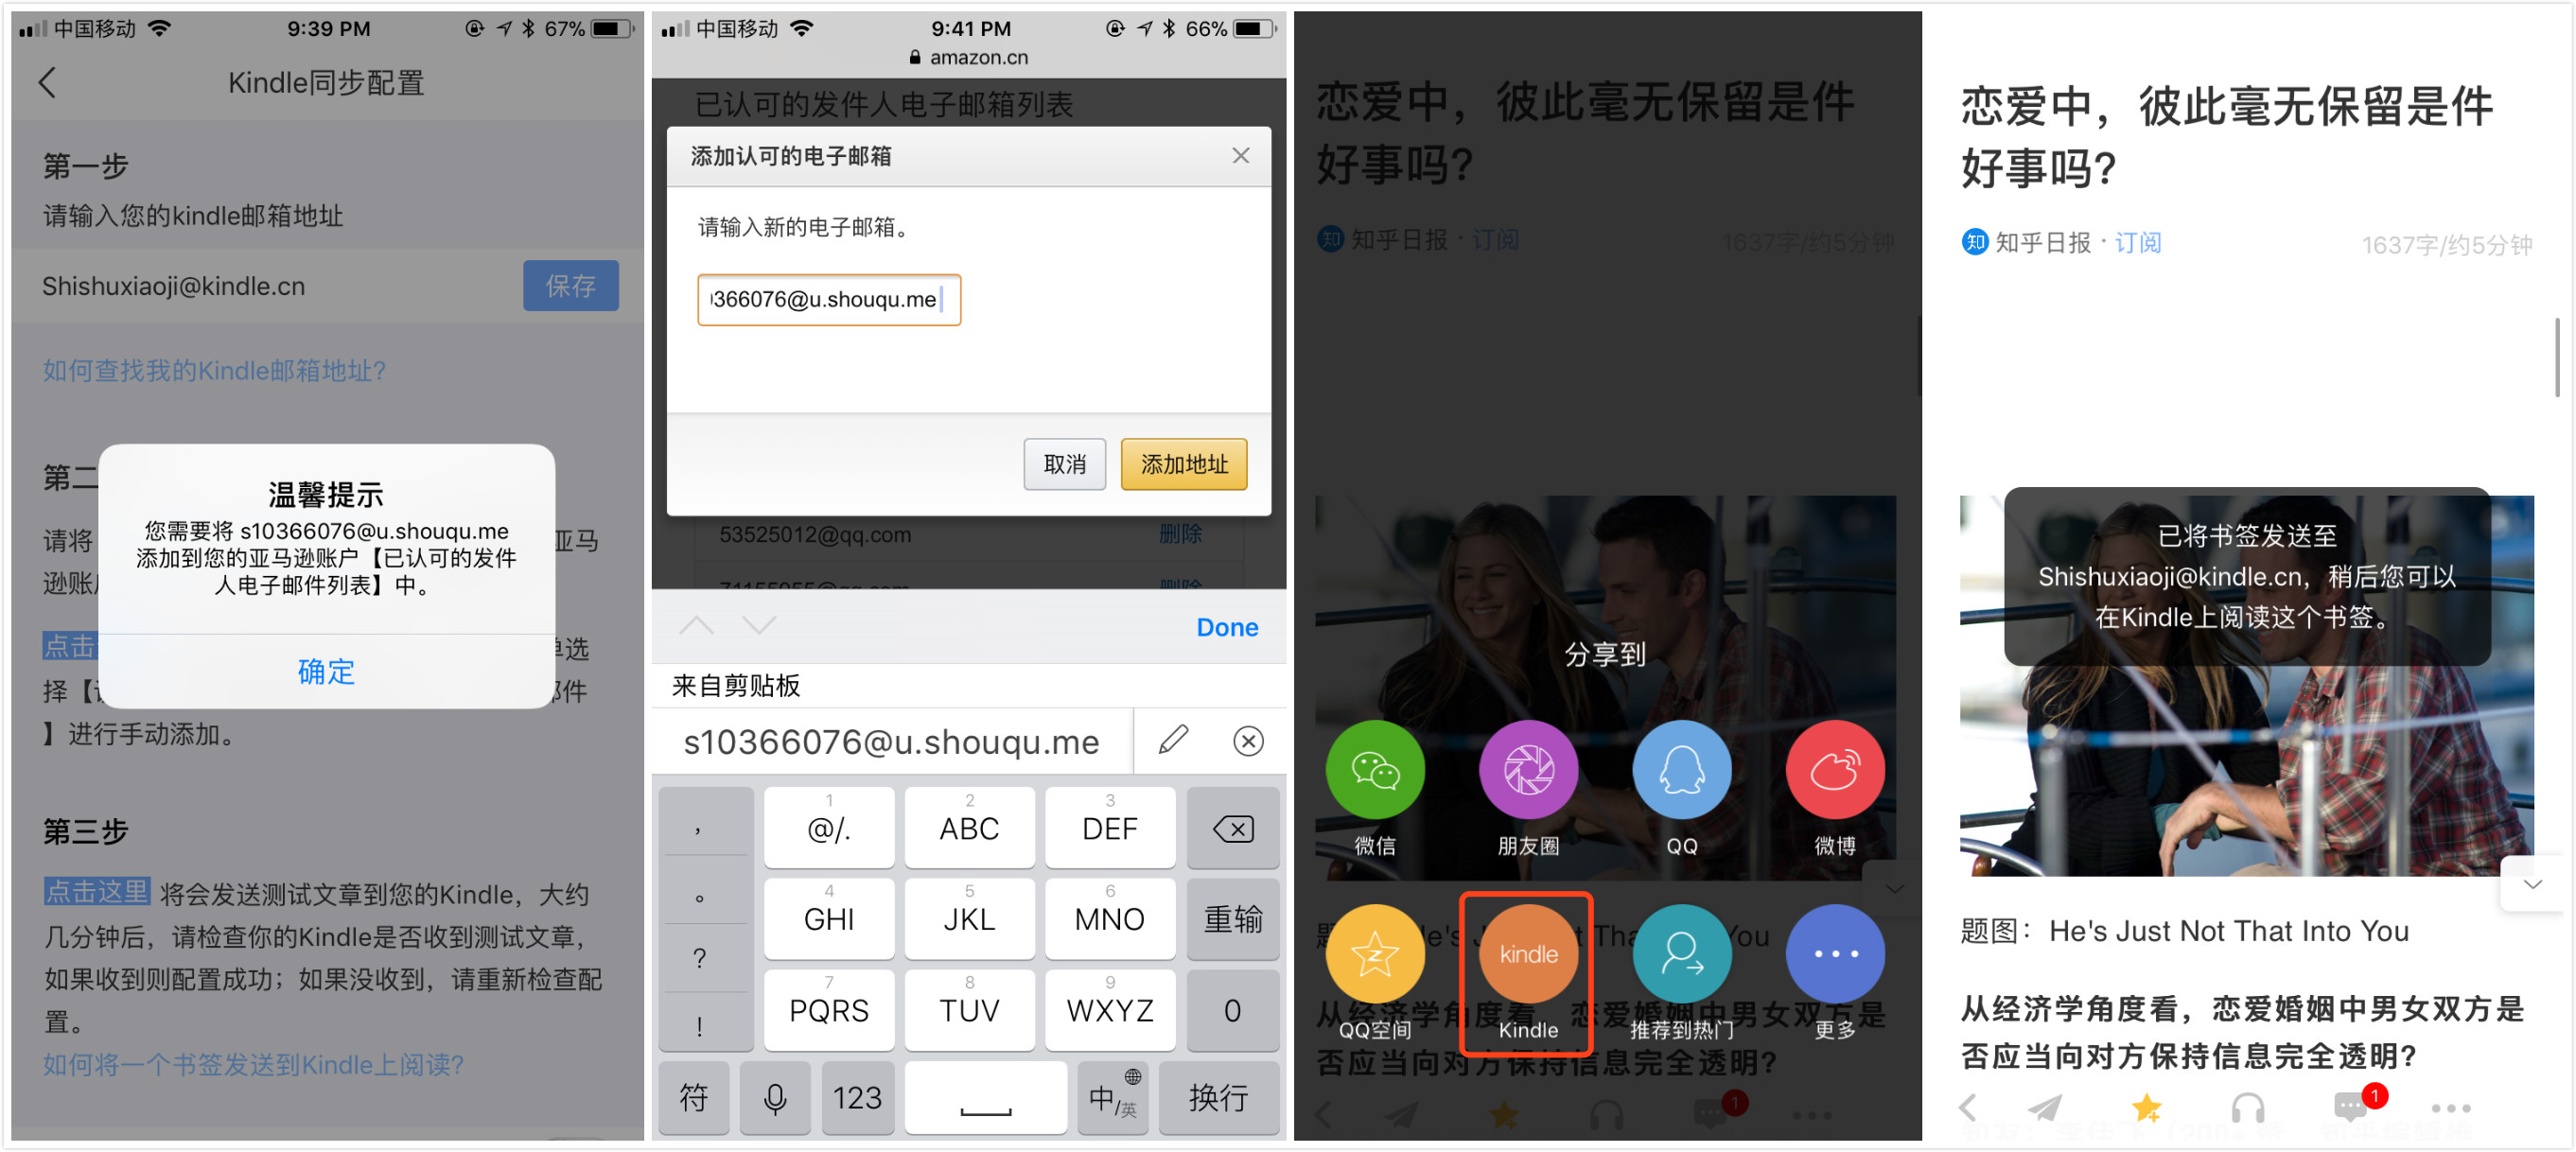 中国移动
9:39 PM
67%
Kindle同步配置
第一步
请输入您的kindle邮箱地址
Shishuxiaoji@kindle.cn
保存
如何查找我的Kindle邮箱地址?
第二
请将
亚马
逊账
点击
单选
择【
件
】进行手动添加。
温馨提示
您需要将 s10366076@u.shouqu.me
添加到您的亚马逊账户【已认可的发件
人电子邮件列表】中。
确定
第三步
点击这里 将会发送测试文章到您的Kindle，大约
几分钟后，请检查你的Kindle是否收到测试文章，
如果收到则配置成功；如果没收到，请重新检查配
置。
如何将一个书签发送到Kindle上阅读?
中国移动
9:41 PM
66%
amazon.cn
已认可的发件人电子邮箱列表
添加认可的电子邮箱
请输入新的电子邮箱。
366076@u.shouqu.me
取消
添加地址
53525012@qq.com
删除
删除
Done
来自剪贴板
s10366076@u.shouqu.me
，
1
@/.
2
ABC
3
DEF
。
4
GHI
5
JKL
6
MNO
重输
?
!
7
PQRS
8
TUV
9
WXYZ
0
符
123
中/英
换行
恋爱中，彼此毫无保留是件
好事吗?
知
知乎日报 · 订阅
1637字/约5分钟
分享到
微信
朋友圈
QQ
微博
kindle
QQ空间
Kindle
推荐到热门
更多
从经济学角度看，恋爱婚姻中男女双方是
否应当向对方保持信息完全透明?
1
恋爱中，彼此毫无保留是件
好事吗?
知
知乎日报 · 订阅
1637字/约5分钟
已将书签发送至
Shishuxiaoji@kindle.cn，稍后您可以
在Kindle上阅读这个书签。
题图：He's Just Not That Into You
从经济学角度看，恋爱婚姻中男女双方是
否应当向对方保持信息完全透明?
1